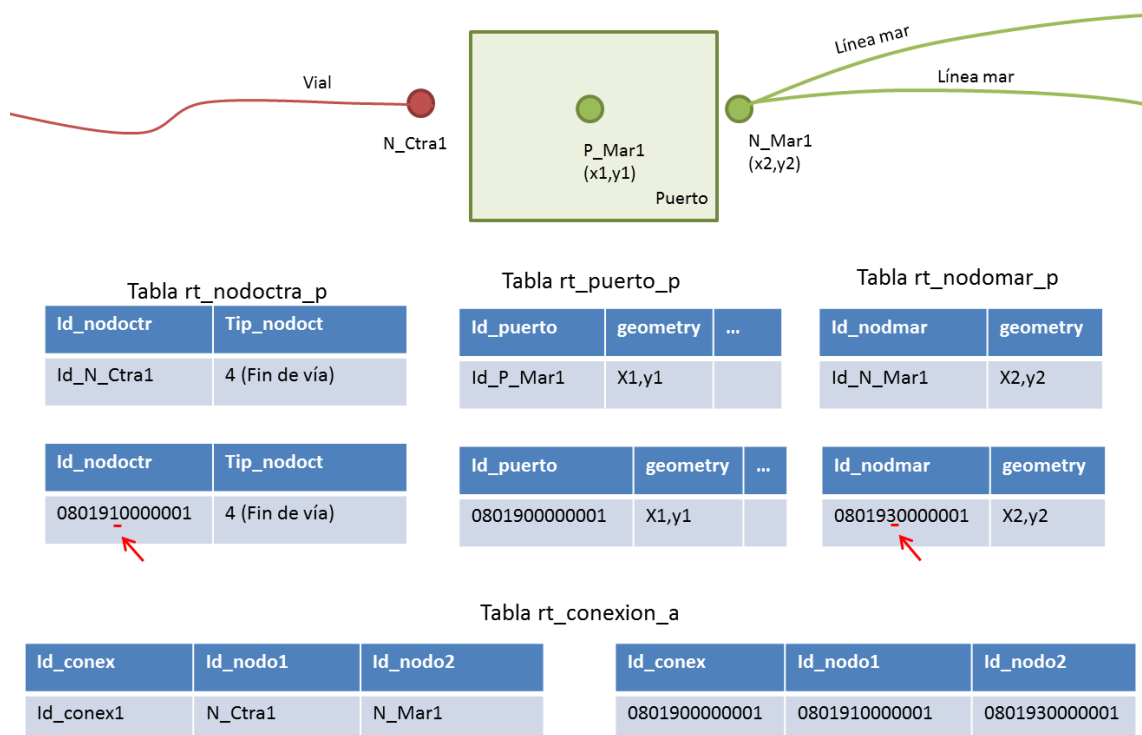 Línea mar
Vial
Línea mar
N_Ctra1
P_Mar1
(x1,y1)
N_Mar1
(x2,y2)
Puerto
Tabla rt_nodoctra_p
Id_nodoctr Tip_nodoct
Id_N_Ctra1 4 (Fin de vía)
Id_nodoctr Tip_nodoct
0801910000001 4 (Fin de vía)
Tabla rt_puerto_p
Id_puerto geometry ...
Id_P_Mar1 X1,y1
Id_puerto geometry ...
0801900000001 X1,y1
Tabla rt_nodomar_p
Id_nodmar geometry
Id_N_Mar1 X2,y2
Id_nodmar geometry
0801930000001 X2,y2
Tabla rt_conexion_a
Id_conex Id_nodo1 Id_nodo2
Id_conex1 N_Ctra1 N_Mar1
Id_conex Id_nodo1 Id_nodo2
0801900000001 0801910000001 0801930000001